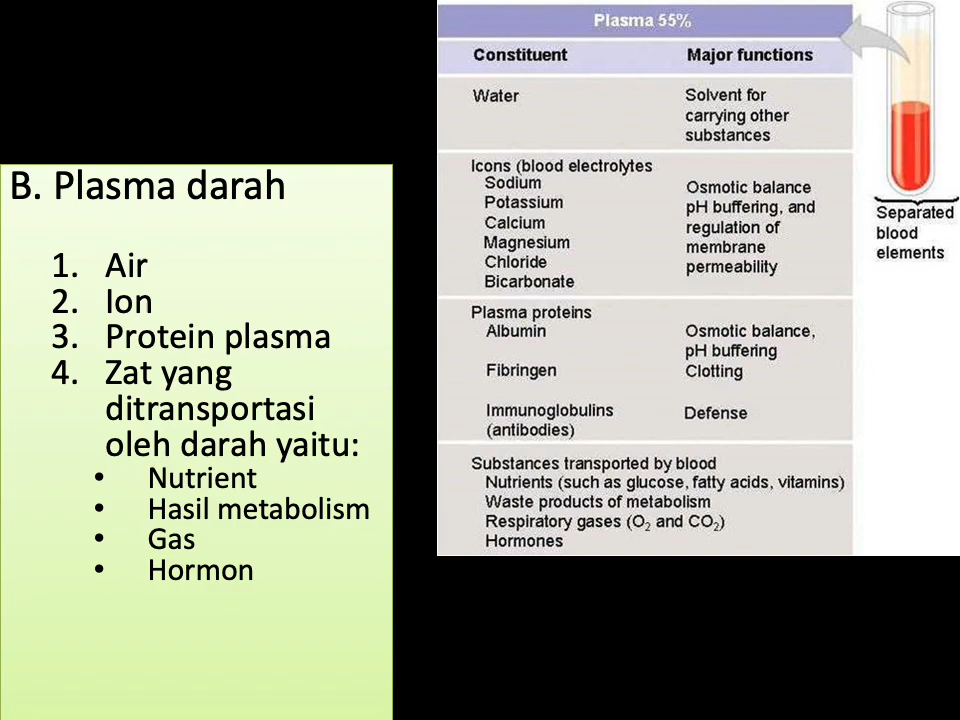 B. Plasma darah
1. Air
2. Ion
3. Protein plasma
4. Zat yang
ditransportasi
oleh darah yaitu:
• Nutrient
• Hasil metabolism
• Gas
• Hormon
Plasma 55%
Constituent Major functions
Water Solvent for
carrying other
substances
Icons (blood electrolytes
Sodium Osmotic balance
Potassium pH buffering, and
Calcium regulation of
Magnesium membrane
Chloride permeability
Bicarbonate
Plasma proteins
Albumin Osmotic balance,
pH buffering
Fibringen Clotting
Immunoglobulins Defense
(antibodies)
Substances transported by blood
Nutrients (such as glucose, fatty acids, vitamins)
Waste products of metabolism
Respiratory gases (O2 and CO2)
Hormones
Separated
blood
elements